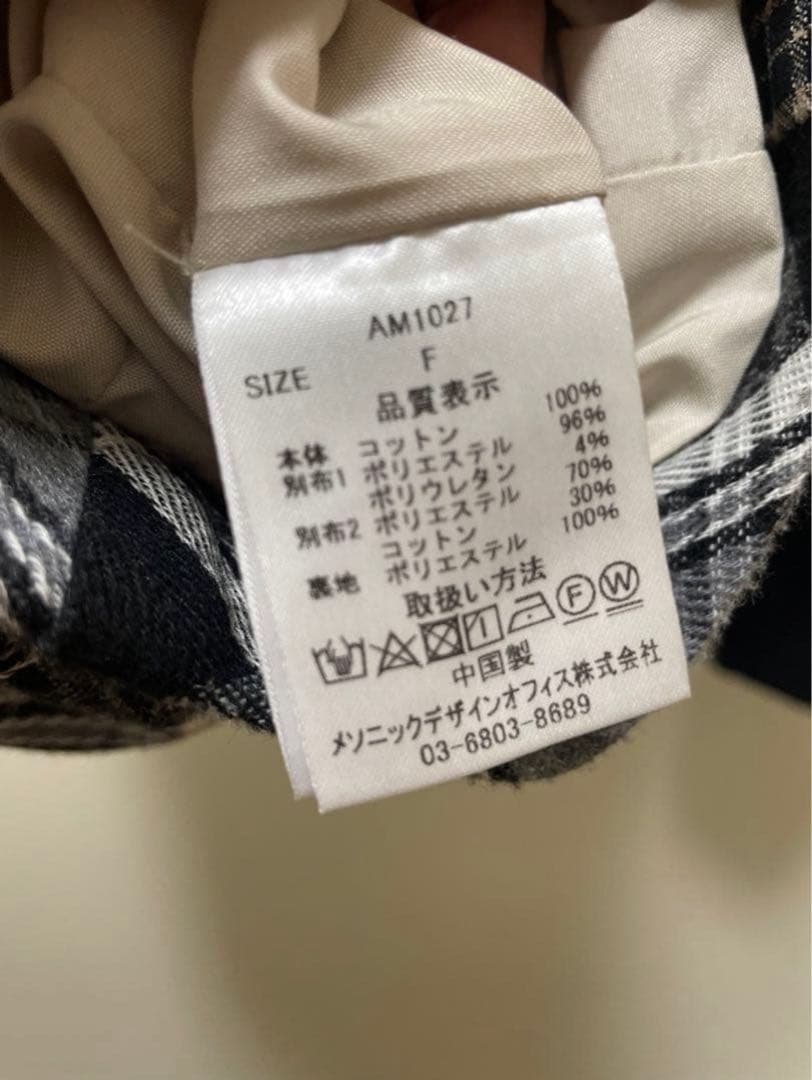 AM1027
SIZE F
品質表示
本体 コットン 100%
別布1 ポリエステル 96%
ポリウレタン 4%
別布2 ポリエステル 70%
コットン 30%
裏地 ポリエステル 100%
取扱い方法
F W
中国製
メソニックデザインオフィス株式会社
03-6803-8689